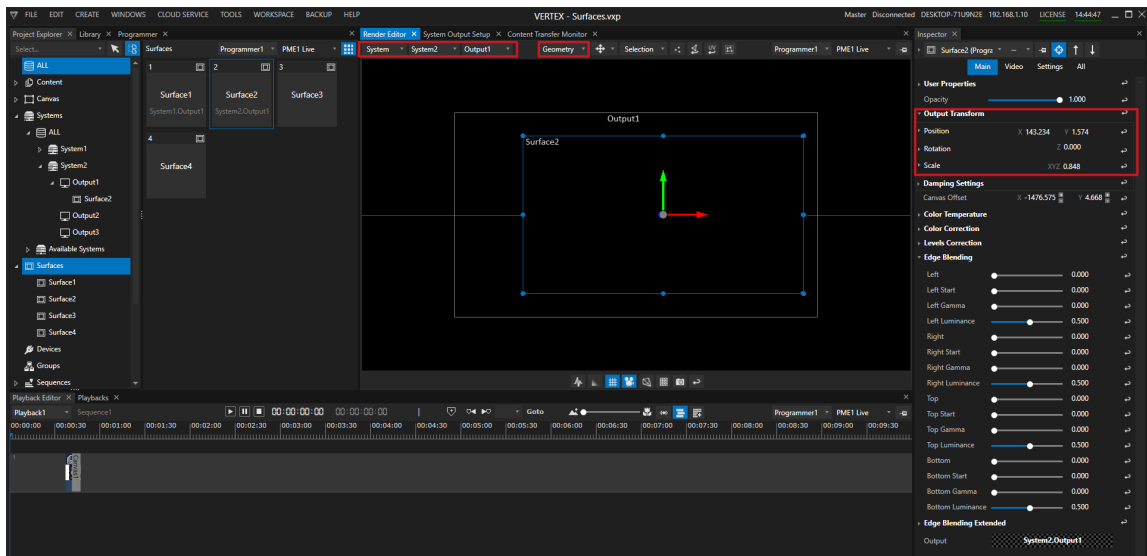 FILE EDIT CREATE WINDOWS CLOUD SERVICE TOOLS WORKSPACE BACKUP HELP VERTEX - Surfaces.vxp Master Disconnected DESKTOP-71U9N2E 192.168.1.10 LICENSE 14:44:47
Project Explorer Library Programmer
Select...
ALL
Content
Canvas
Systems
ALL
System1
System2
Output1
Surface2
Output2
Output3
Available Systems
Surfaces
Surface1
Surface2
Surface3
Surface4
Devices
Groups
Sequences
Surfaces Programmer1 PME1 Live
1 2 3
Surface1 Surface2 Surface3
System1.Output1 System2.Output1
4
Surface4
Render Editor System Output Setup Content Transfer Monitor
System System2 Output1 Geometry Selection UV Programmer1 PME1 Live
Output1
Surface2
Inspector
Surface2 (Progra
Main Video Settings All
User Properties
Opacity 1.000
Output Transform
Position X 143.234 Y 1.574
Rotation Z 0.000
Scale XYZ 0.848
Damping Settings
Canvas Offset X -1476.575 Y 4.668
Color Temperature
Color Correction
Levels Correction
Edge Blending
Left 0.000
Left Start 0.000
Left Gamma 0.000
Left Luminance 0.500
Right 0.000
Right Start 0.000
Right Gamma 0.000
Right Luminance 0.500
Top 0.000
Top Start 0.000
Top Gamma 0.000
Top Luminance 0.500
Bottom 0.000
Bottom Start 0.000
Bottom Gamma 0.000
Bottom Luminance 0.500
Edge Blending Extended
Output System2.Output1
Playback Editor Playbacks
Playback1 Sequence1 00:00:00:00 00:00:00:00 Goto Programmer1 PME1 Live
00:00:00 00:00:30 00:01:00 00:01:30 00:02:00 00:02:30 00:03:00 00:03:30 00:04:00 00:04:30 00:05:00 00:05:30 00:06:00 00:06:30 00:07:00 00:07:30 00:08:00 00:08:30 00:09:00 00:09:30
1
Canvas1